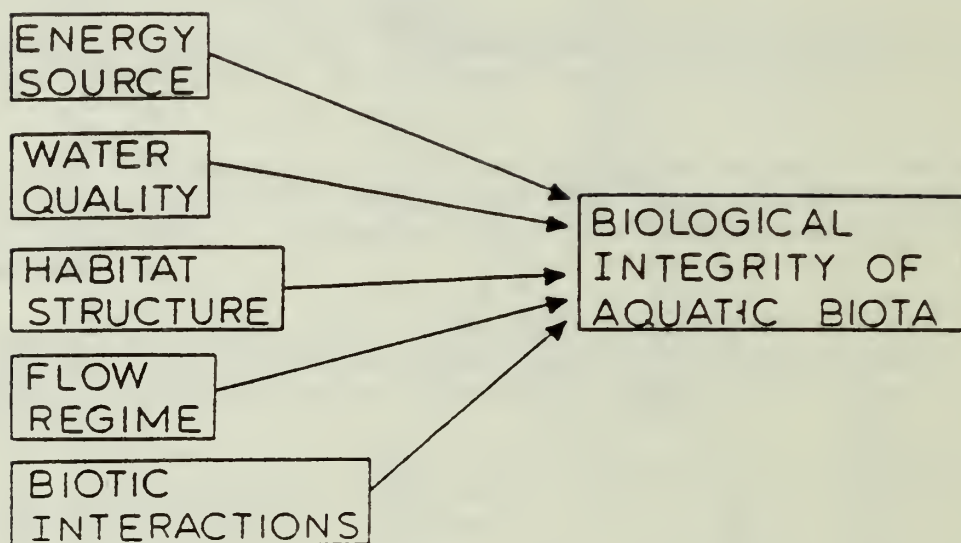 ENERGY
SOURCE
WATER
QUALITY
HABITAT
STRUCTURE
FLOW
REGIME
BIOTIC
INTERACTIONS
BIOLOGICAL
INTEGRITY OF
AQUATIC BIOTA